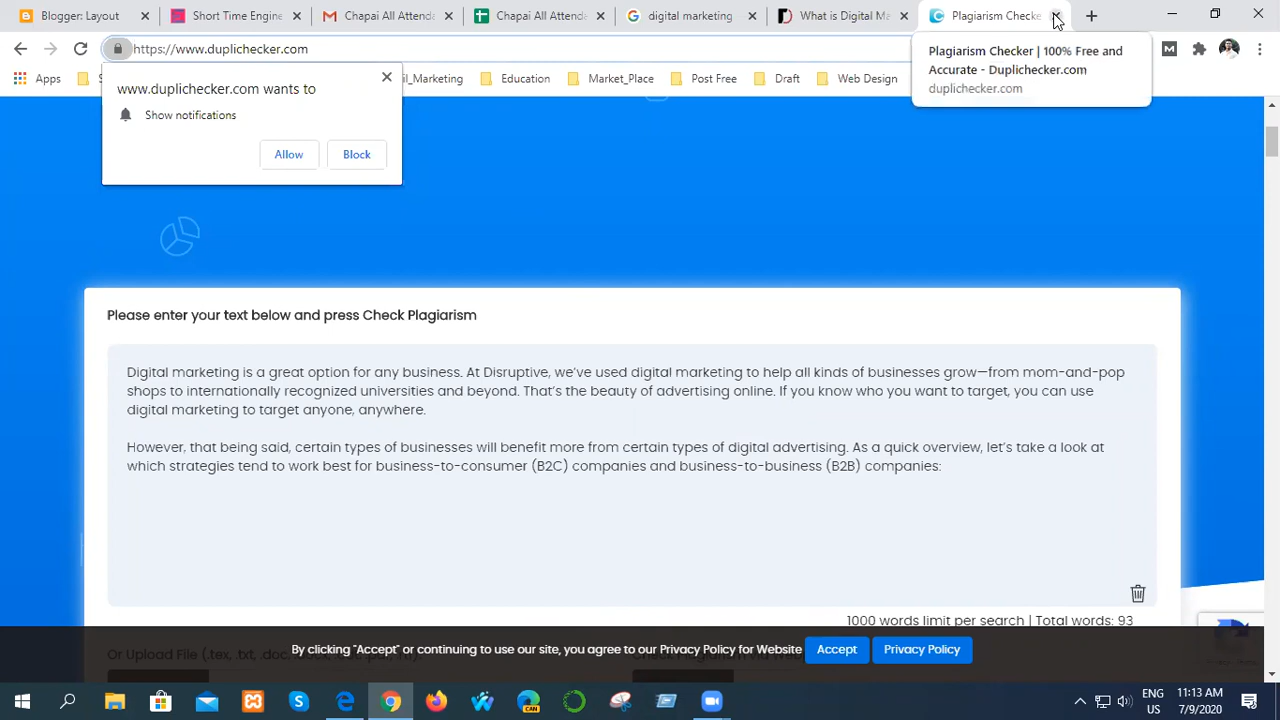 Blogger: Layout
Short Time Engine
Chapai All Attenda
Chapai All Attenda
digital marketing
What is Digital Ma
Plagiarism Checke
https://www.duplichecker.com
Plagiarism Checker | 100% Free and
Accurate - Duplichecker.com
duplichecker.com
Apps
il_Marketing
Education
Market_Place
Post Free
Draft
Web Design
www.duplichecker.com wants to
Show notifications
Allow
Block
Please enter your text below and press Check Plagiarism
Digital marketing is a great option for any business. At Disruptive, we’ve used digital marketing to help all kinds of businesses grow—from mom-and-pop
shops to internationally recognized universities and beyond. That’s the beauty of advertising online. If you know who you want to target, you can use
digital marketing to target anyone, anywhere.
However, that being said, certain types of businesses will benefit more from certain types of digital advertising. As a quick overview, let’s take a look at
which strategies tend to work best for business-to-consumer (B2C) companies and business-to-business (B2B) companies:
1000 words limit per search | Total words: 93
By clicking "Accept" or continuing to use our site, you agree to our Privacy Policy for Website
Accept
Privacy Policy
ENG
US
11:13 AM
7/9/2020